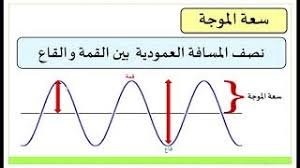 سعة الموجة
نصف المسافة العمودية بين القمة والقاع
قمة
سعة الموجة
قاع